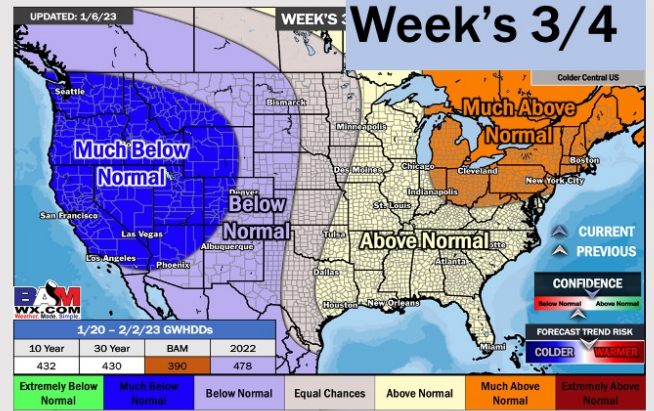 UPDATED: 1/6/23
WEEK'S 3
Week's 3/4
Colder Central US
Seattle
Bismarck
Much Above
Normal
Minneapolis
Much Below
Normal
Boston
Chicago
Cleveland
Des Moines
New York City
Indianapolis
Denver
Below
Normal
St. Louis
San Francisco
Las Vegas
CURRENT
PREVIOUS
Tulsa
Above Normal
tte
Albuquerque
Los Angeles
Phoenix
Atlanta
Dallas
CONFIDENCE
Below Normal Above Normal
BAM
WX.COM
Weather. Made. Simple.
Houston
New Orleans
1/20 – 2/2/23 GWHDDs
FORECAST TREND RISK
10 Year 30 Year BAM 2022
Miami
COLDER WARMER
432 430 390 478
Extremely Below
Normal
Much Below
Normal
Below Normal
Equal Chances
Above Normal
Much Above
Normal
Extremely Above
Normal